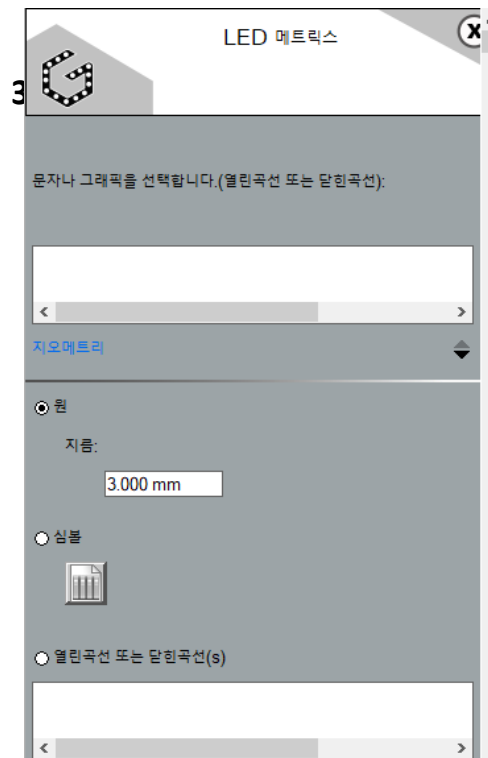 LED 메트릭스
3
문자나 그래픽을 선택합니다.(열린곡선 또는 닫힌곡선):
지오메트리
원
지름:
3.000 mm
심볼
열린곡선 또는 닫힌곡선(s)